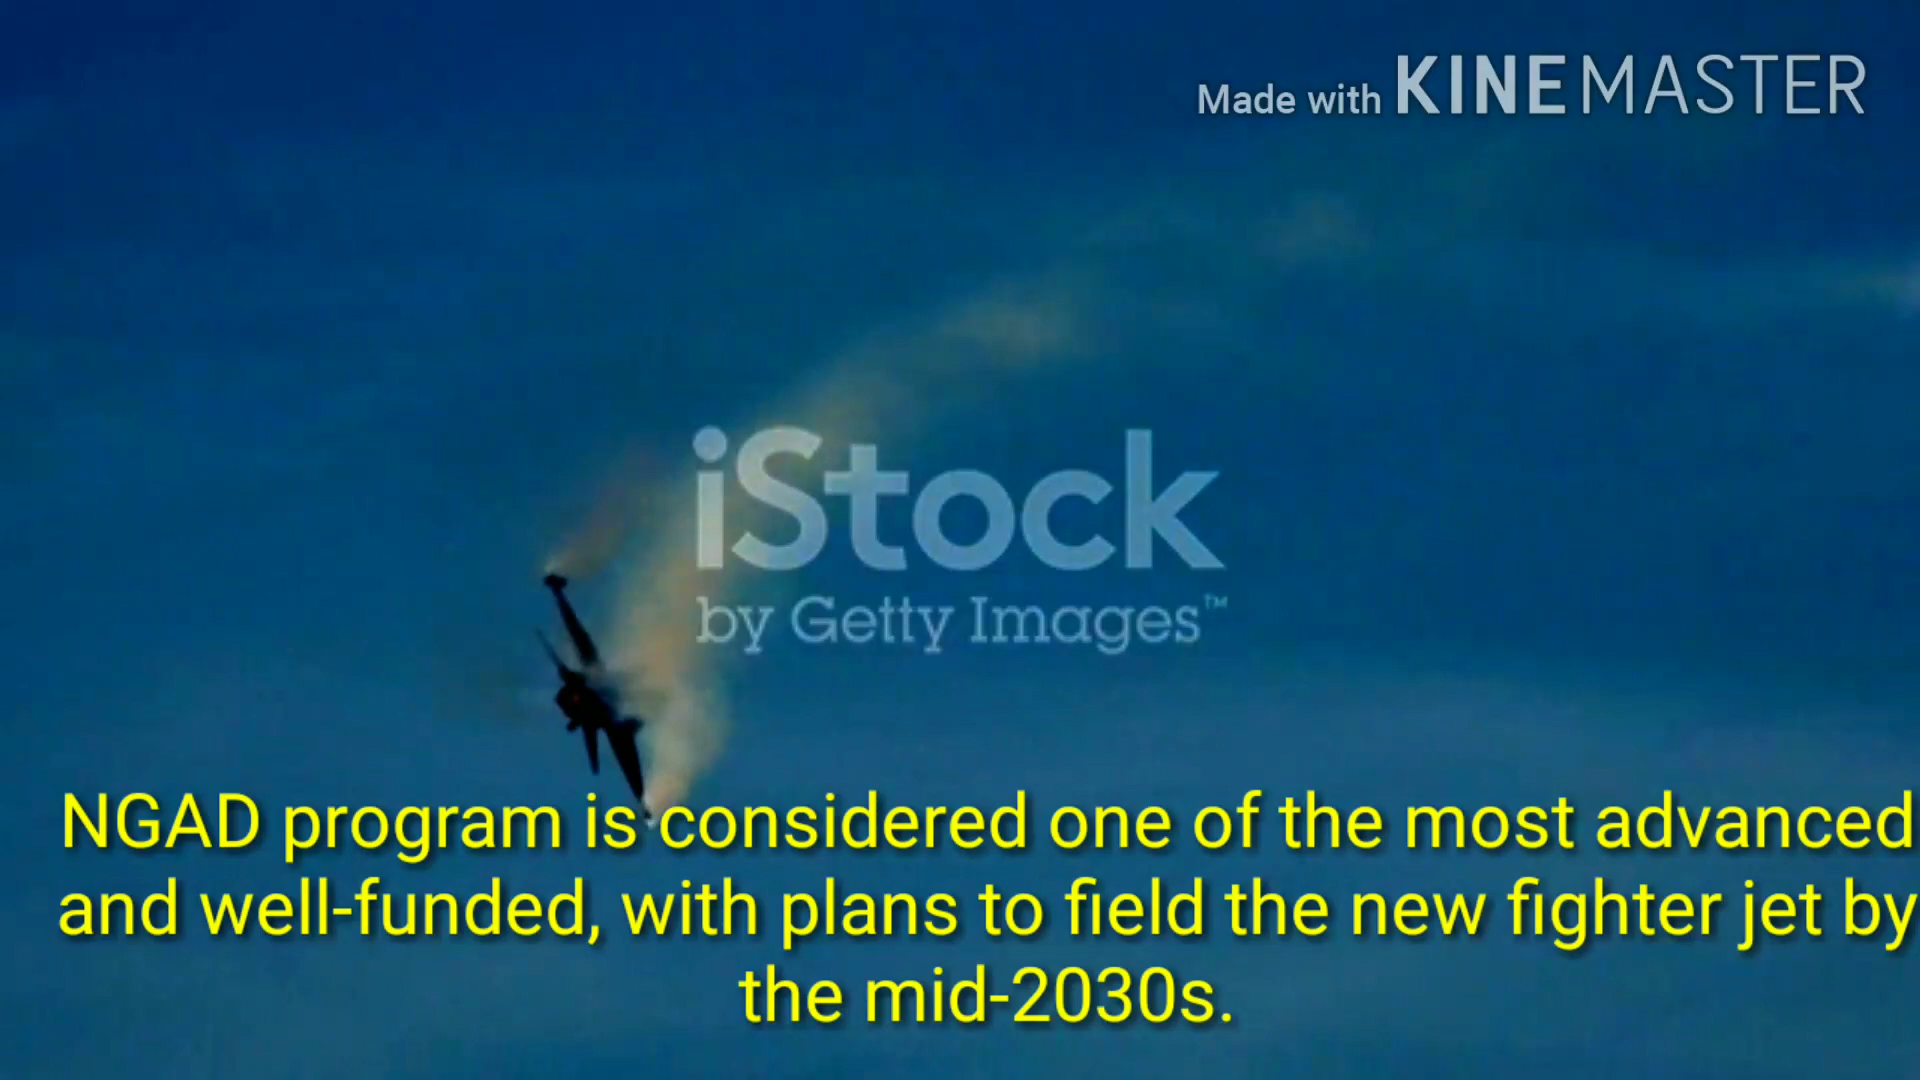 Made with KINEMASTER
iStock
by Getty Images™
NGAD program is considered one of the most advanced
and well-funded, with plans to field the new fighter jet by
the mid-2030s.